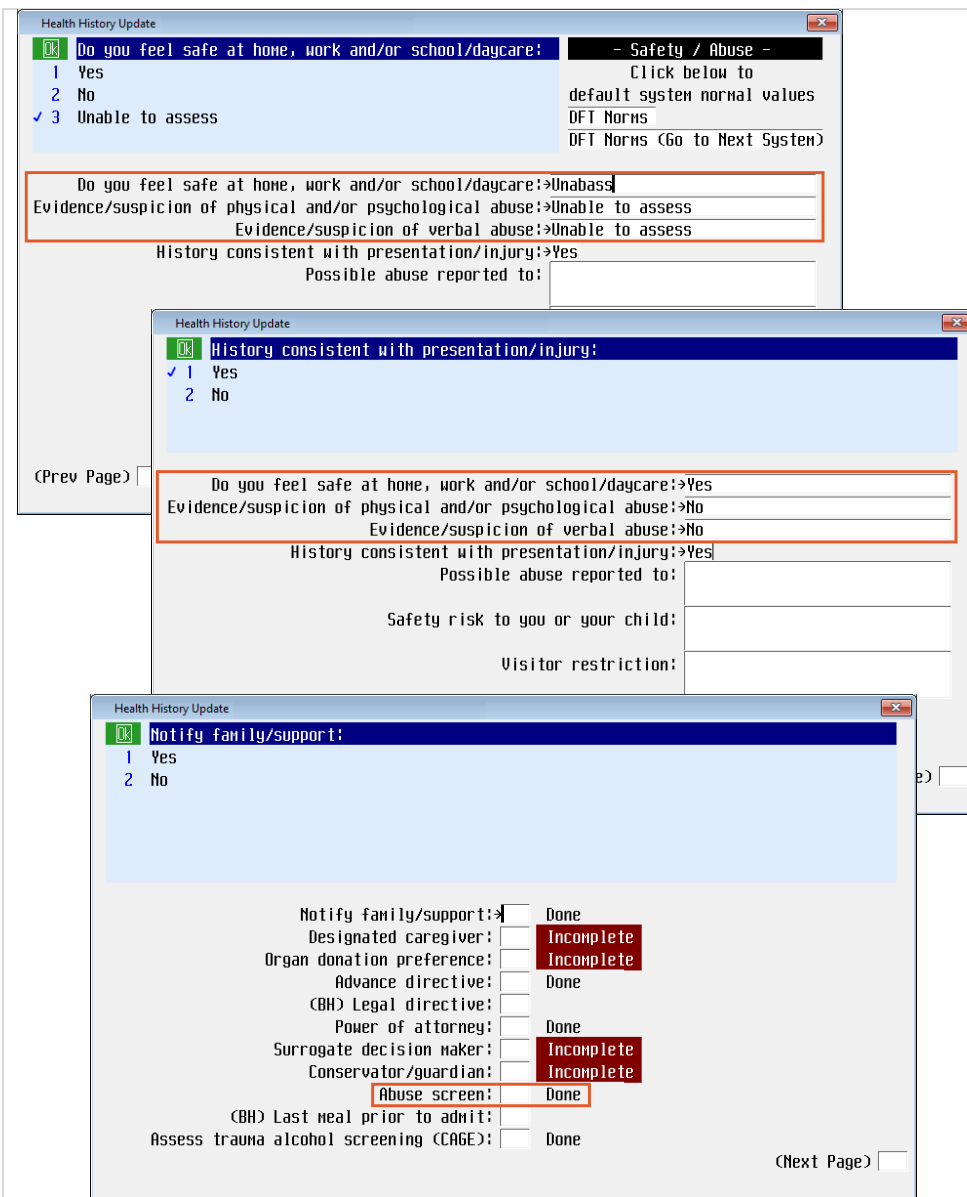 Health History Update
Ok Do you feel safe at home, work and/or school/daycare:
- Safety / Abuse -
1 Yes
Click below to
2 No
default system normal values
✓ 3 Unable to assess
DFT Norms
DFT Norms (Go to Next System)
Do you feel safe at home, work and/or school/daycare:→Unabass
Evidence/suspicion of physical and/or psychological abuse:→Unable to assess
Evidence/suspicion of verbal abuse:→Unable to assess
History consistent with presentation/injury:→Yes
Possible abuse reported to:
(Prev Page)
Health History Update
Ok History consistent with presentation/injury:
✓ 1 Yes
2 No
Do you feel safe at home, work and/or school/daycare:→Yes
Evidence/suspicion of physical and/or psychological abuse:→No
Evidence/suspicion of verbal abuse:→No
History consistent with presentation/injury:→Yes
Possible abuse reported to:
Safety risk to you or your child:
Visitor restriction:
e)
Health History Update
Ok Notify family/support:
1 Yes
2 No
Notify family/support:→ Done
Designated caregiver: Incomplete
Organ donation preference: Incomplete
Advance directive: Done
(BH) Legal directive:
Power of attorney: Done
Surrogate decision maker: Incomplete
Conservator/guardian: Incomplete
Abuse screen: Done
(BH) Last meal prior to admit:
Assess trauma alcohol screening (CAGE): Done
(Next Page)